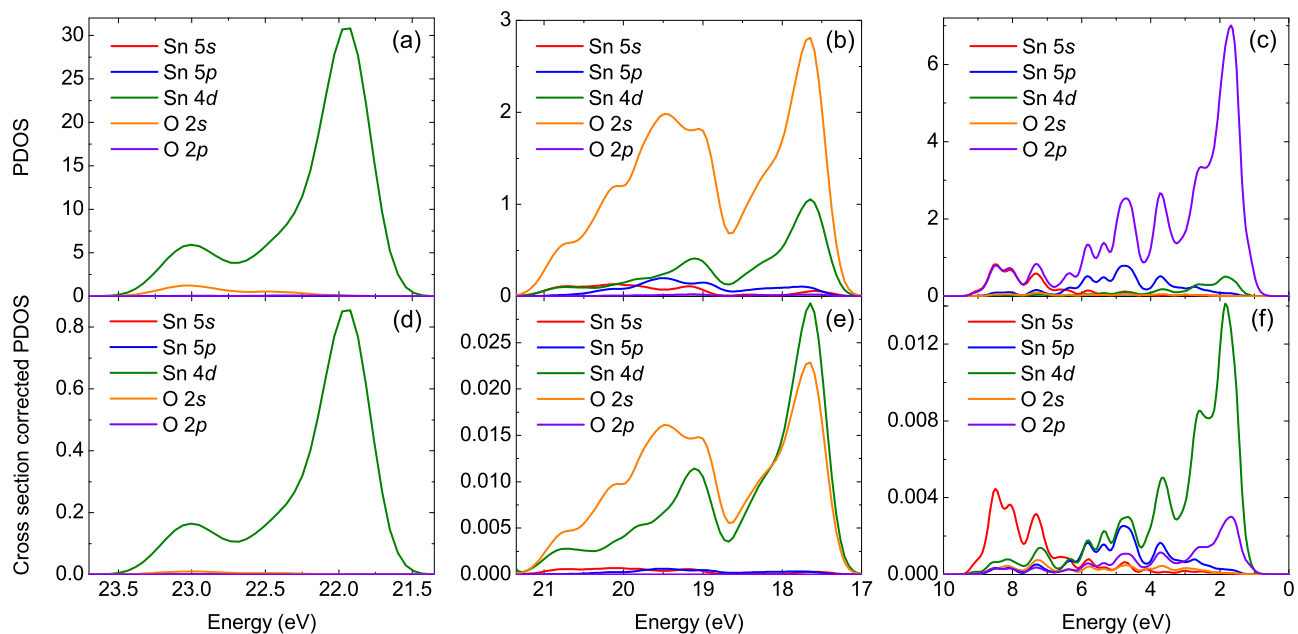 PDOS
30
25
20
15
10
5
0
Sn 5s
Sn 5p
Sn 4d
O 2s
O 2p
(a)
3
2
1
0
Sn 5s
Sn 5p
Sn 4d
O 2s
O 2p
(b)
6
4
2
0
Sn 5s
Sn 5p
Sn 4d
O 2s
O 2p
(c)
Cross section corrected PDOS
0.8
0.6
0.4
0.2
0.0
Sn 5s
Sn 5p
Sn 4d
O 2s
O 2p
(d)
23.5 23.0 22.5 22.0 21.5
Energy (eV)
0.025
0.020
0.015
0.010
0.005
0.000
Sn 5s
Sn 5p
Sn 4d
O 2s
O 2p
(e)
21 20 19 18 17
Energy (eV)
0.012
0.008
0.004
0.000
Sn 5s
Sn 5p
Sn 4d
O 2s
O 2p
(f)
10 8 6 4 2 0
Energy (eV)